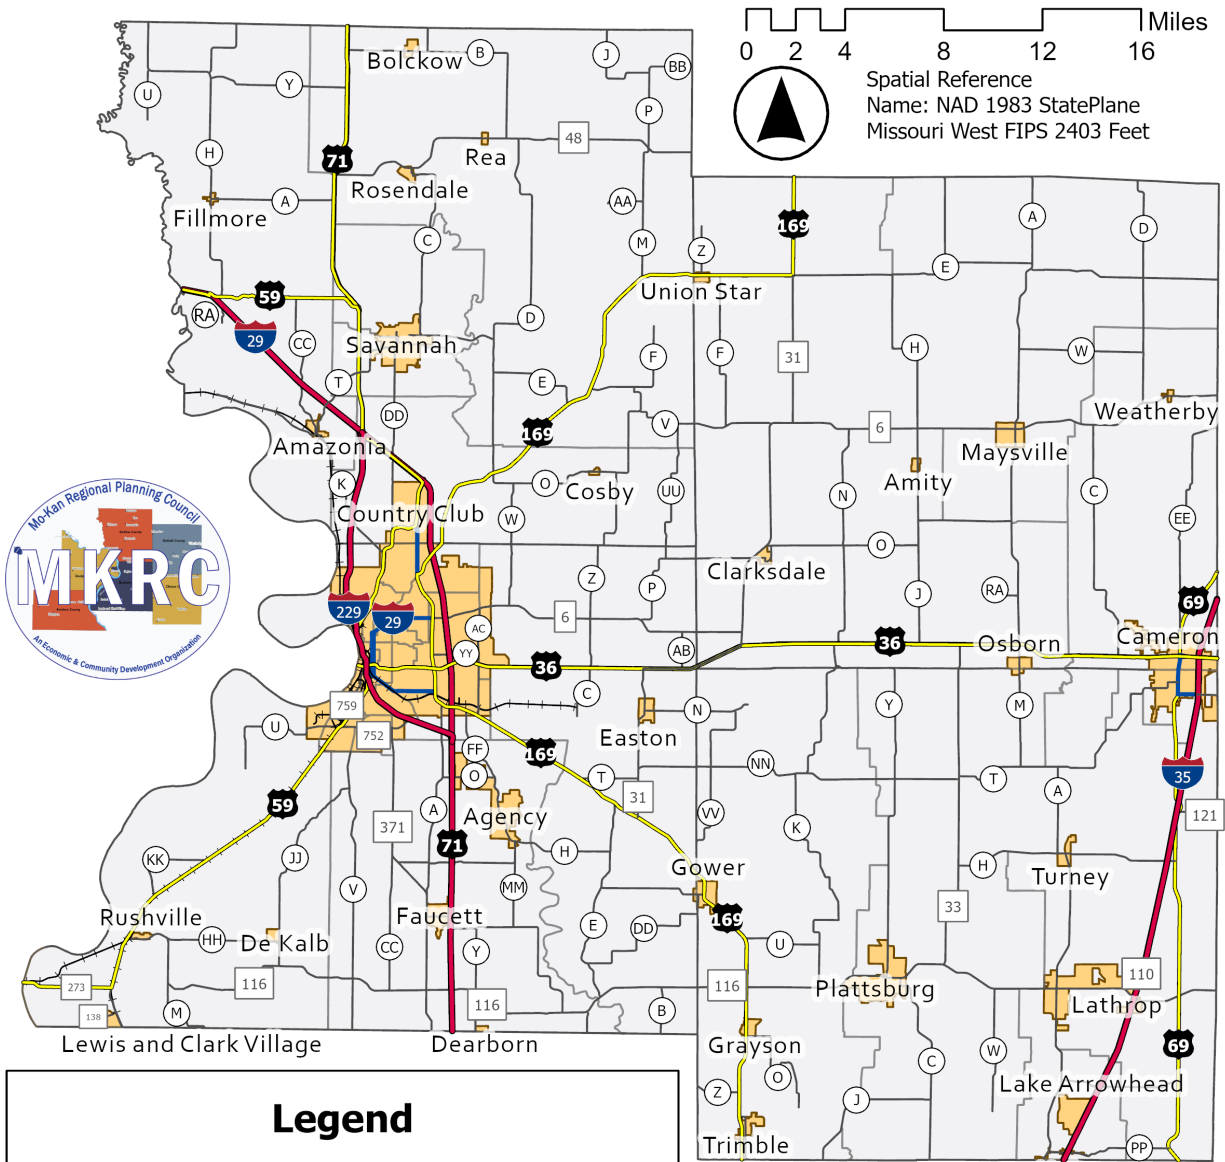 Miles
0 2 4 8 12 16
Spatial Reference
Name: NAD 1983 StatePlane
Missouri West FIPS 2403 Feet
Bolckow
B
J
BB
U
Y
P
H
71
Rea
48
Rosendale
A
Fillmore
AA
C
M
Z
169
A
D
E
59
Union Star
RA
29
CC
Savannah
D
T
E
F
F
31
H
W
DD
169
V
6
Weatherby
Amazonia
Maysville
K
O
Cosby
UU
N
Amity
C
Country Club
W
EE
Mo-Kan Regional Planning Council
MKRC
An Economic & Community Development Organization
O
Clarksdale
Z
P
J
RA
69
229
29
6
AC
YY
36
AB
36
Osborn
Cameron
759
C
N
Y
M
U
752
Easton
FF
169
O
T
NN
T
A
35
59
31
A
Agency
VV
K
121
371
71
KK
JJ
H
Gower
H
Turney
V
MM
33
Rushville
Faucett
169
HH
De Kalb
CC
Y
E
DD
U
273
116
116
116
Plattsburg
110
Lathrop
138
M
B
Lewis and Clark Village
Dearborn
Grayson
69
O
C
W
Z
Lake Arrowhead
J
Legend
Trimble
PP